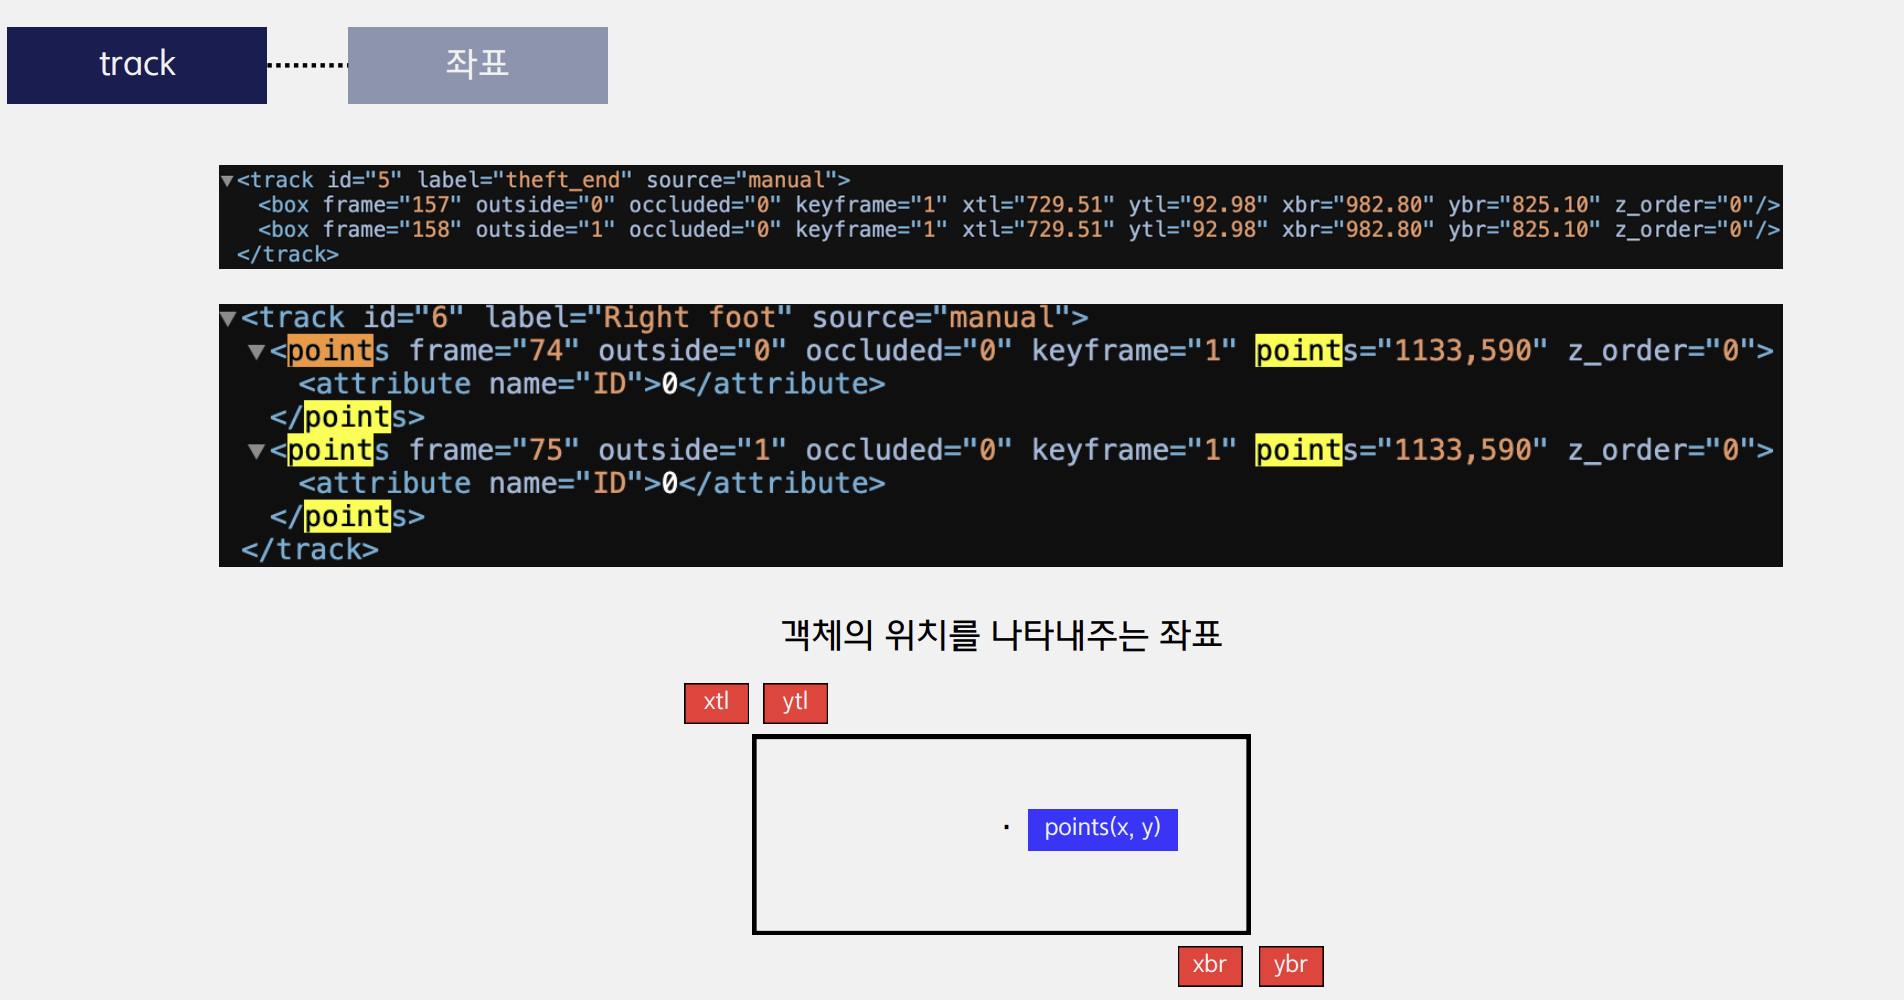 track
좌표
▼<track id="5" label="theft_end" source="manual">
<box frame="157" outside="0" occluded="0" keyframe="1" xtl="729.51" ytl="92.98" xbr="982.80" ybr="825.10" z_order="0"/>
<box frame="158" outside="1" occluded="0" keyframe="1" xtl="729.51" ytl="92.98" xbr="982.80" ybr="825.10" z_order="0"/>
</track>
▼<track id="6" label="Right foot" source="manual">
▼<points frame="74" outside="0" occluded="0" keyframe="1" points="1133,590" z_order="0">
<attribute name="ID">0</attribute>
</points>
▼<points frame="75" outside="1" occluded="0" keyframe="1" points="1133,590" z_order="0">
<attribute name="ID">0</attribute>
</points>
</track>
객체의 위치를 나타내주는 좌표
xtl ytl
points(x, y)
xbr ybr